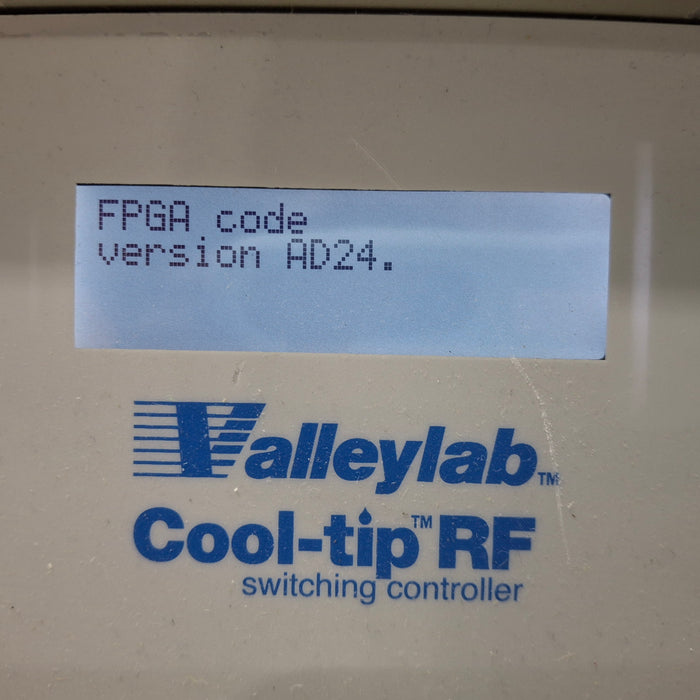 FPGA code
version AD24.
Valleylab™
Cool-tip™ RF
switching controller